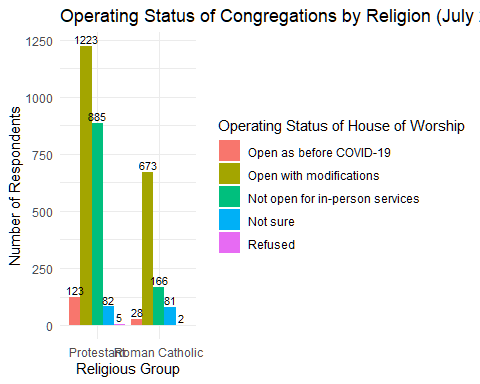 Operating Status of Congregations by Religion (July
1250
1000
750
500
250
0
Number of Respondents
1223
885
123
82
5
673
166
81
28
2
Protestant
Roman Catholic
Religious Group
Operating Status of House of Worship
Open as before COVID-19
Open with modifications
Not open for in-person services
Not sure
Refused